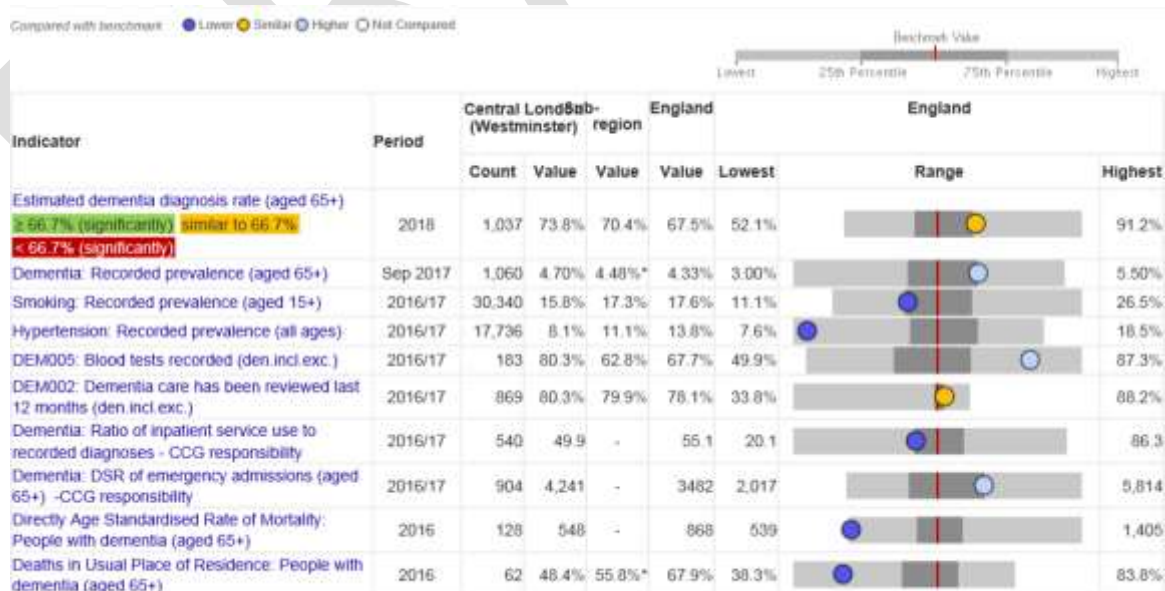 Compared with benchmark Lower Similar Higher Not Compared
Benchmark Value
Lowest 25th Percentile 75th Percentile Highest
Indicator Period Central London (Westminster) Sub-region England England
Count Value Value Value Lowest Range Highest
Estimated dementia diagnosis rate (aged 65+)
≥ 66.7% (significantly) similar to 66.7%
< 66.7% (significantly)
2018 1,037 73.8% 70.4% 67.5% 52.1% 91.2%
Dementia: Recorded prevalence (aged 65+) Sep 2017 1,060 4.70% 4.48%* 4.33% 3.00% 5.50%
Smoking: Recorded prevalence (aged 15+) 2016/17 30,340 15.8% 17.3% 17.6% 11.1% 26.5%
Hypertension: Recorded prevalence (all ages) 2016/17 17,736 8.1% 11.1% 13.8% 7.6% 18.5%
DEM005: Blood tests recorded (den.incl.exc.) 2016/17 183 80.3% 62.8% 67.7% 49.9% 87.3%
DEM002: Dementia care has been reviewed last
12 months (den.incl.exc.)
2016/17 869 80.3% 79.9% 78.1% 33.8% 88.2%
Dementia: Ratio of inpatient service use to
recorded diagnoses - CCG responsibility
2016/17 540 49.9 - 55.1 20.1 86.3
Dementia: DSR of emergency admissions (aged
65+) -CCG responsibility
2016/17 904 4,241 - 3482 2,017 5,814
Directly Age Standardised Rate of Mortality:
People with dementia (aged 65+)
2016 128 548 - 868 539 1,405
Deaths in Usual Place of Residence: People with
dementia (aged 65+)
2016 62 48.4% 55.8%* 67.9% 38.3% 83.8%